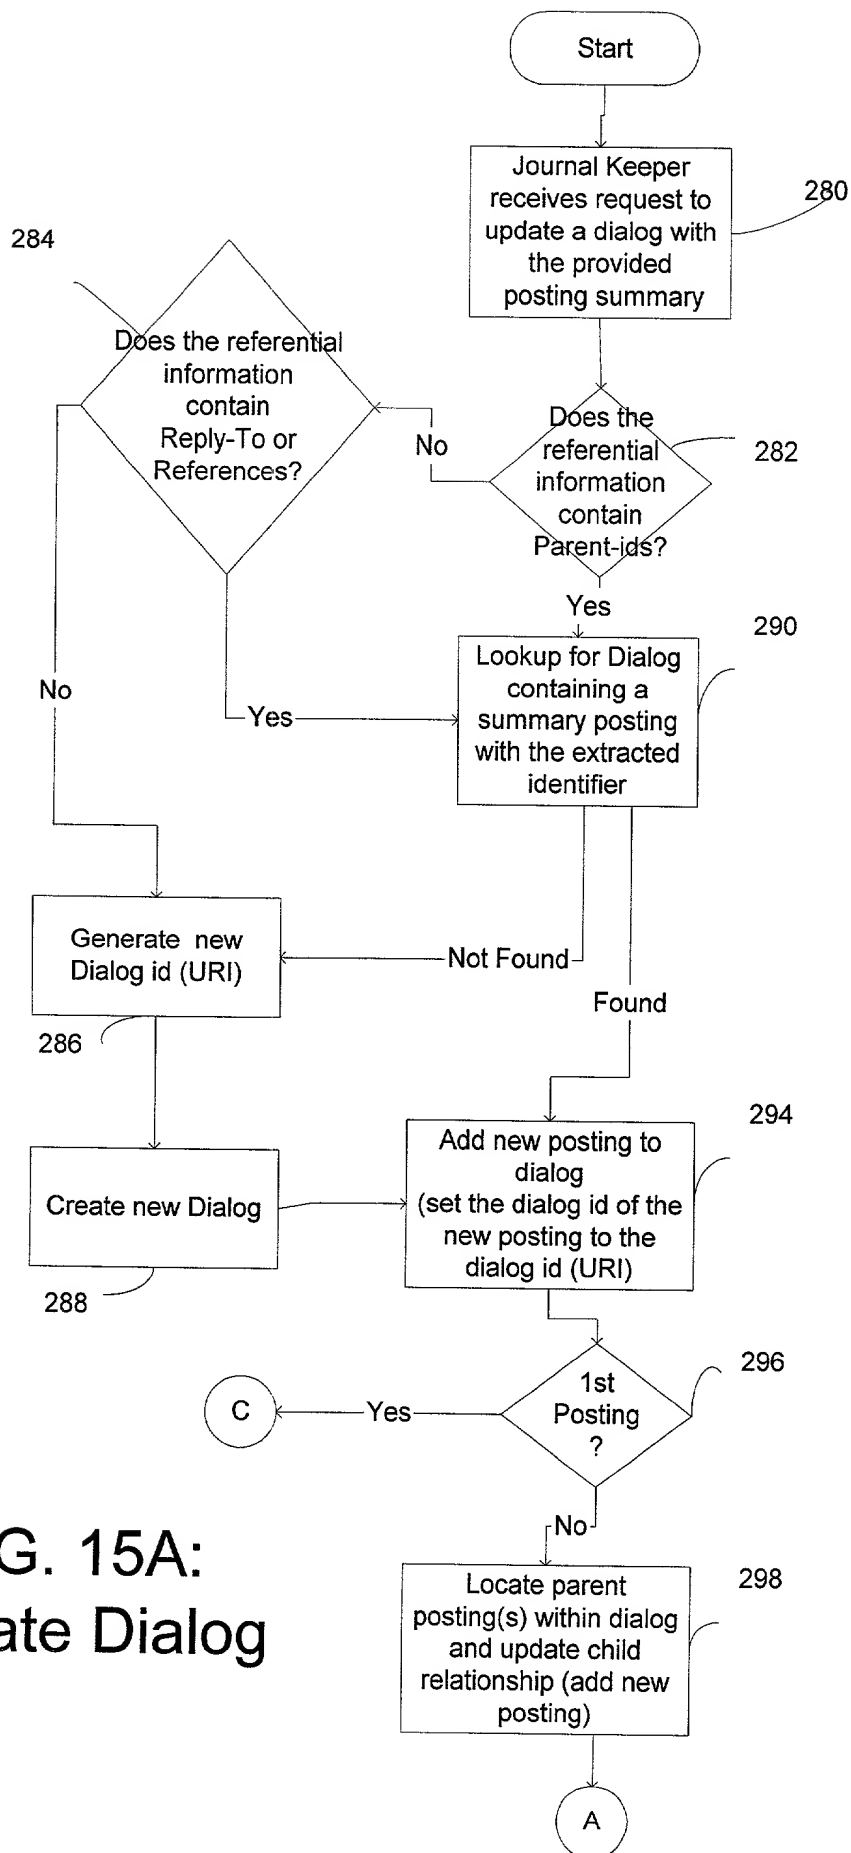 Start
Journal Keeper
receives request to
update a dialog with
the provided
posting summary
280
284
Does the referential
information
contain
Reply-To or
References?
No
Does the
referential
information
contain
Parent-ids?
282
Yes
290
Lookup for Dialog
containing a
summary posting
with the extracted
identifier
No
Yes
Generate new
Dialog id (URI)
Not Found
Found
286
294
Add new posting to
dialog
(set the dialog id of the
new posting to the
dialog id (URI)
Create new Dialog
288
296
1st
Posting
?
Yes
C
No
G. 15A:
ate Dialog
298
Locate parent
posting(s) within dialog
and update child
relationship (add new
posting)
A